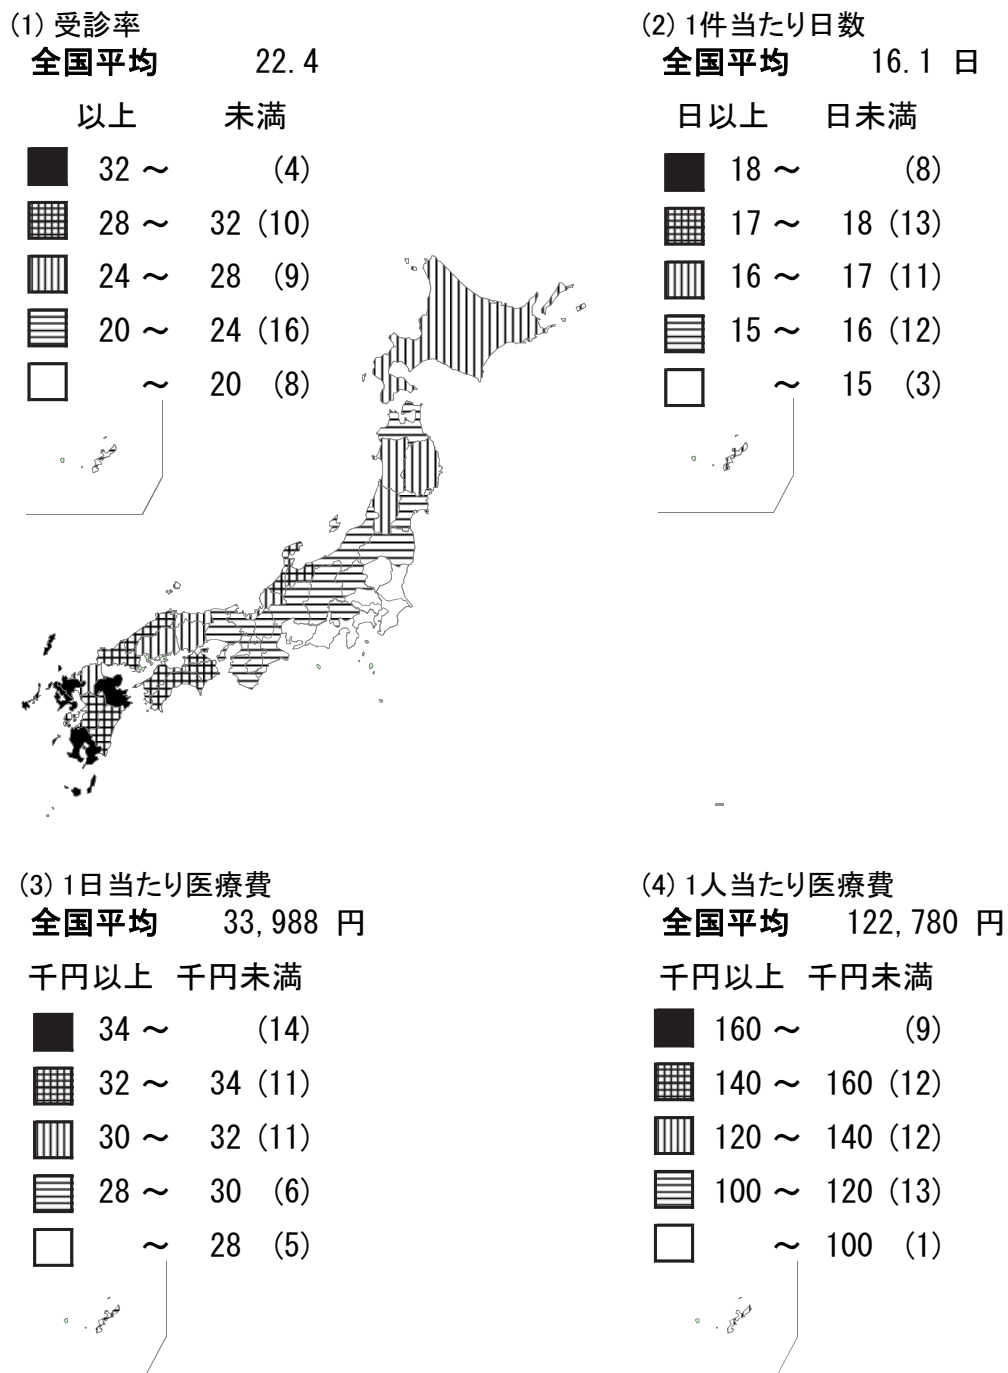 (1) 受診率
全国平均 22.4
以上 未満
32 ～ (4)
28 ～ 32 (10)
24 ～ 28 (9)
20 ～ 24 (16)
～ 20 (8)
(2) 1件当たり日数
全国平均 16.1 日
日以上 日未満
18 ～ (8)
17 ～ 18 (13)
16 ～ 17 (11)
15 ～ 16 (12)
～ 15 (3)
(3) 1日当たり医療費
全国平均 33,988 円
千円以上 千円未満
34 ～ (14)
32 ～ 34 (11)
30 ～ 32 (11)
28 ～ 30 (6)
～ 28 (5)
(4) 1人当たり医療費
全国平均 122,780 円
千円以上 千円未満
160 ～ (9)
140 ～ 160 (12)
120 ～ 140 (12)
100 ～ 120 (13)
～ 100 (1)